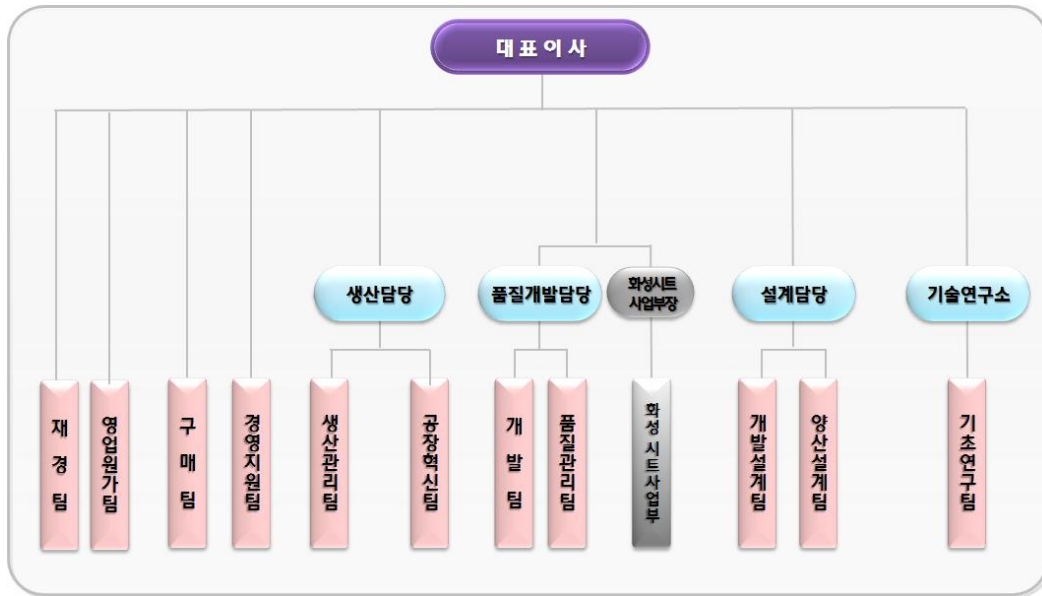 대 표 이 사
생산담당
품질개발담당
화성시트
사업부장
설계담당
기술연구소
재 경 팀
영업원가팀
구 매 팀
경영지원팀
생산관리팀
공장혁신팀
개 발 팀
품질관리팀
화성 시트사업부
개발설계팀
양산설계팀
기초연구팀